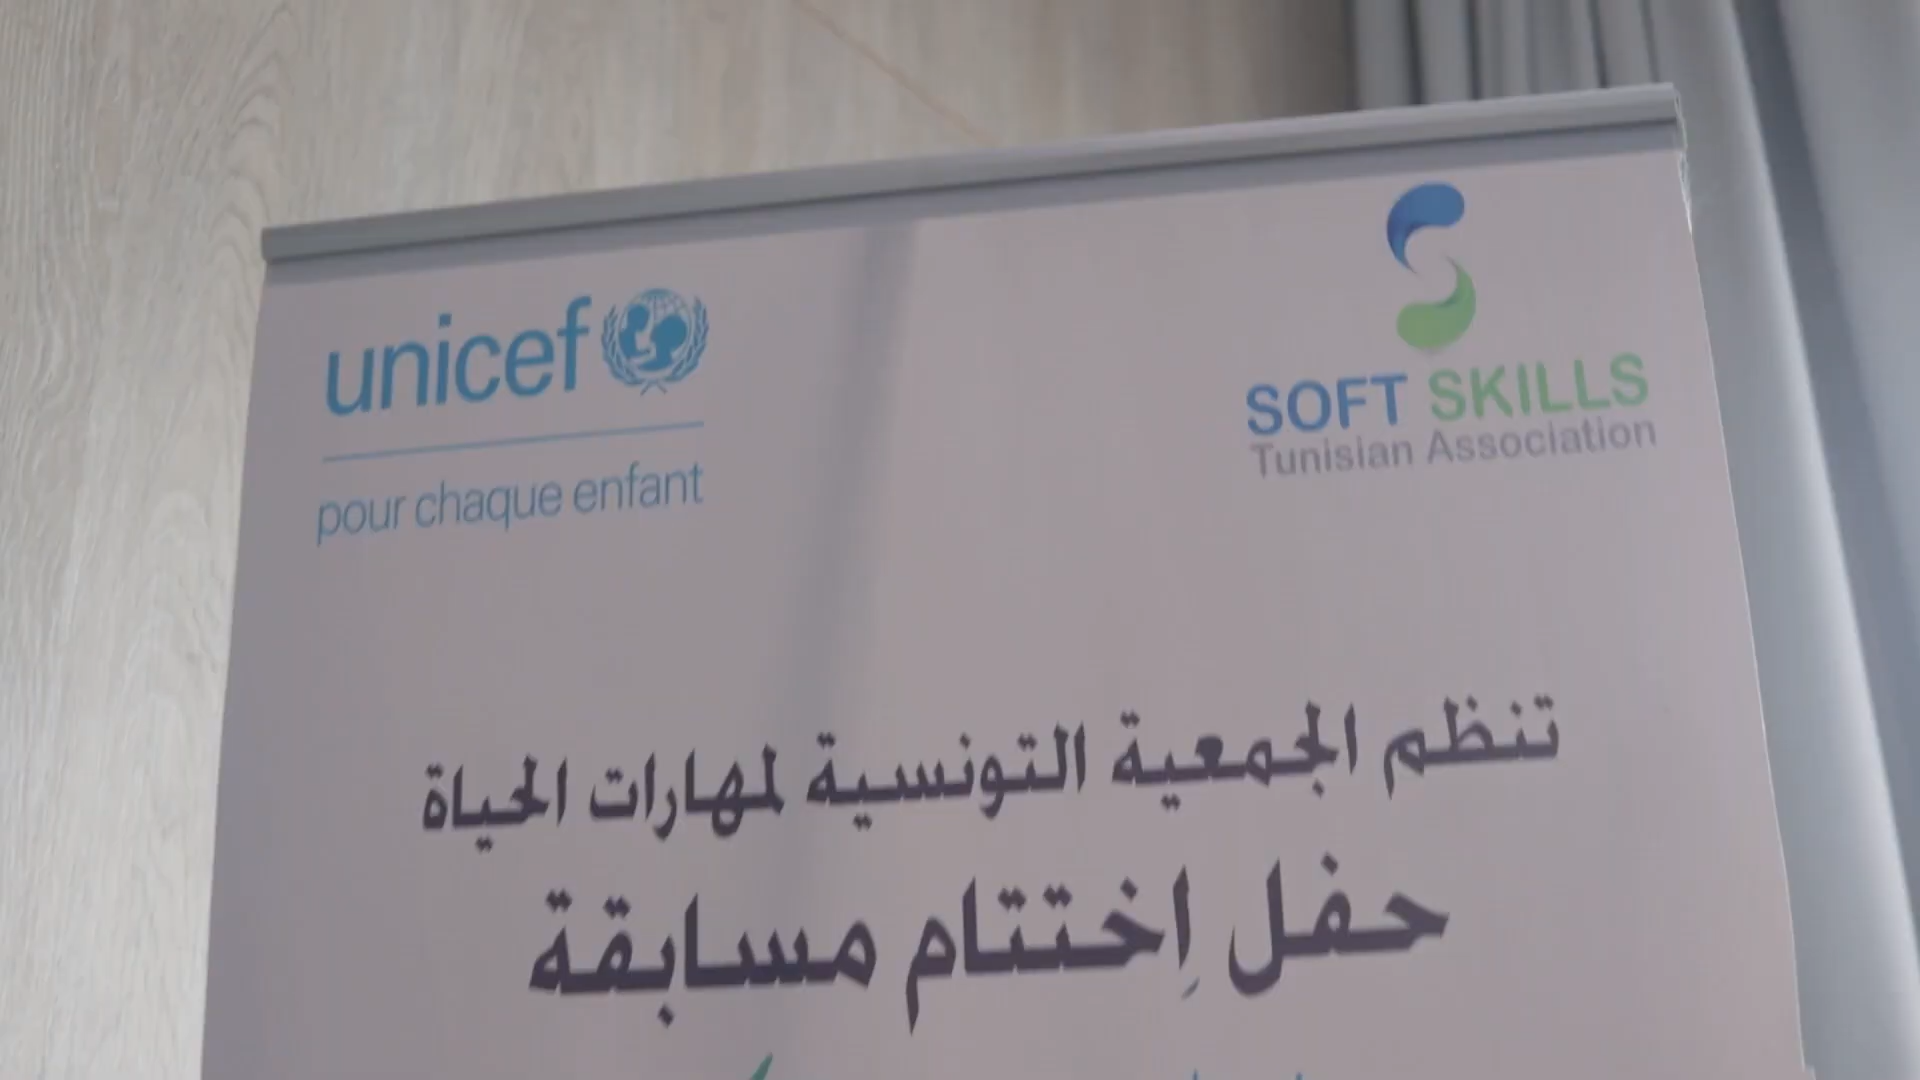 unicef
pour chaque enfant
SOFT SKILLS
Tunisian Association
تنظم الجمعية التونسية لمهارات الحياة
حفل اِختتام مسابقة